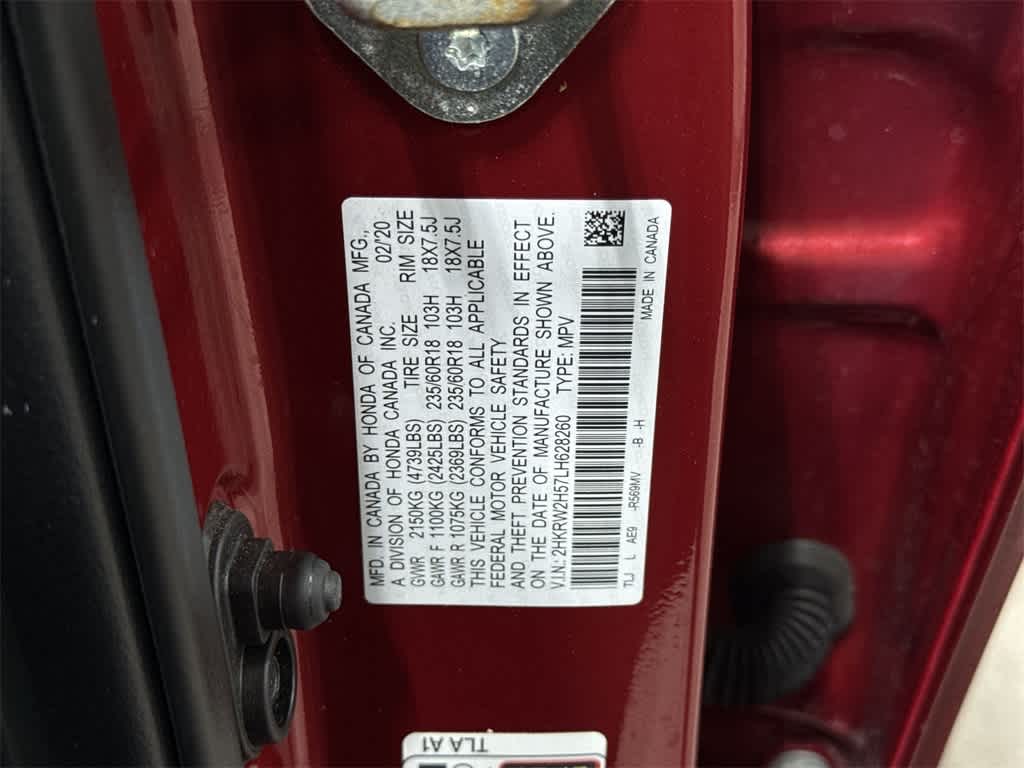 MFD. IN CANADA BY HONDA OF CANADA MFG.,
A DIVISION OF HONDA CANADA INC. 02/20
GVWR 2150KG (4739LBS) TIRE SIZE RIM SIZE
GAWR F 1100KG (2425LBS) 235/60R18 103H 18X7.5J
GAWR R 1075KG (2369LBS) 235/60R18 103H 18X7.5J
THIS VEHICLE CONFORMS TO ALL APPLICABLE
FEDERAL MOTOR VEHICLE SAFETY
AND THEFT PREVENTION STANDARDS IN EFFECT
ON THE DATE OF MANUFACTURE SHOWN ABOVE.
V.I.N.: 2HKRW2H57LH628260 TYPE: MPV
TLJ L AE9 -R569MV -B -H
MADE IN CANADA
TLA A1